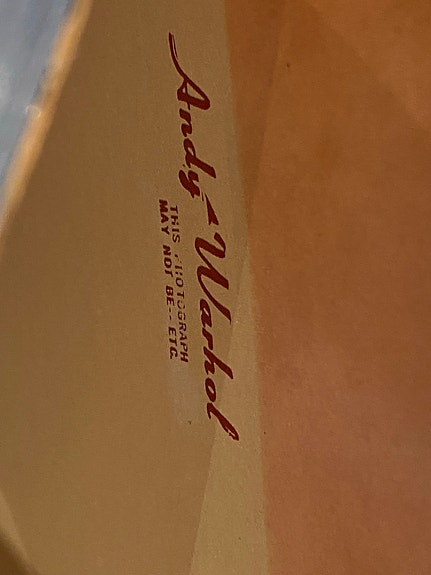 Andy Warhol
THIS PHOTOGRAPH
MAY NOT BE-- ETC.